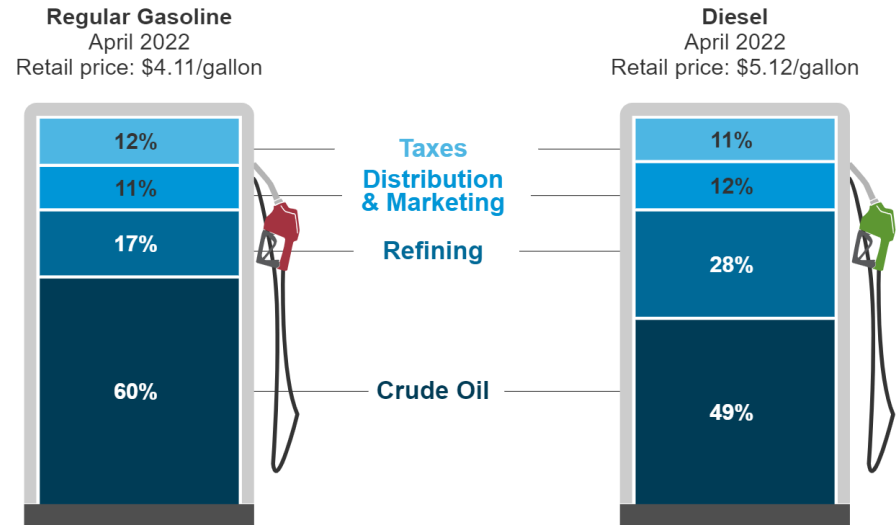 Regular Gasoline
April 2022
Retail price: $4.11/gallon
Diesel
April 2022
Retail price: $5.12/gallon
12%
Taxes
11%
11%
Distribution
& Marketing
12%
17%
Refining
28%
60%
Crude Oil
49%